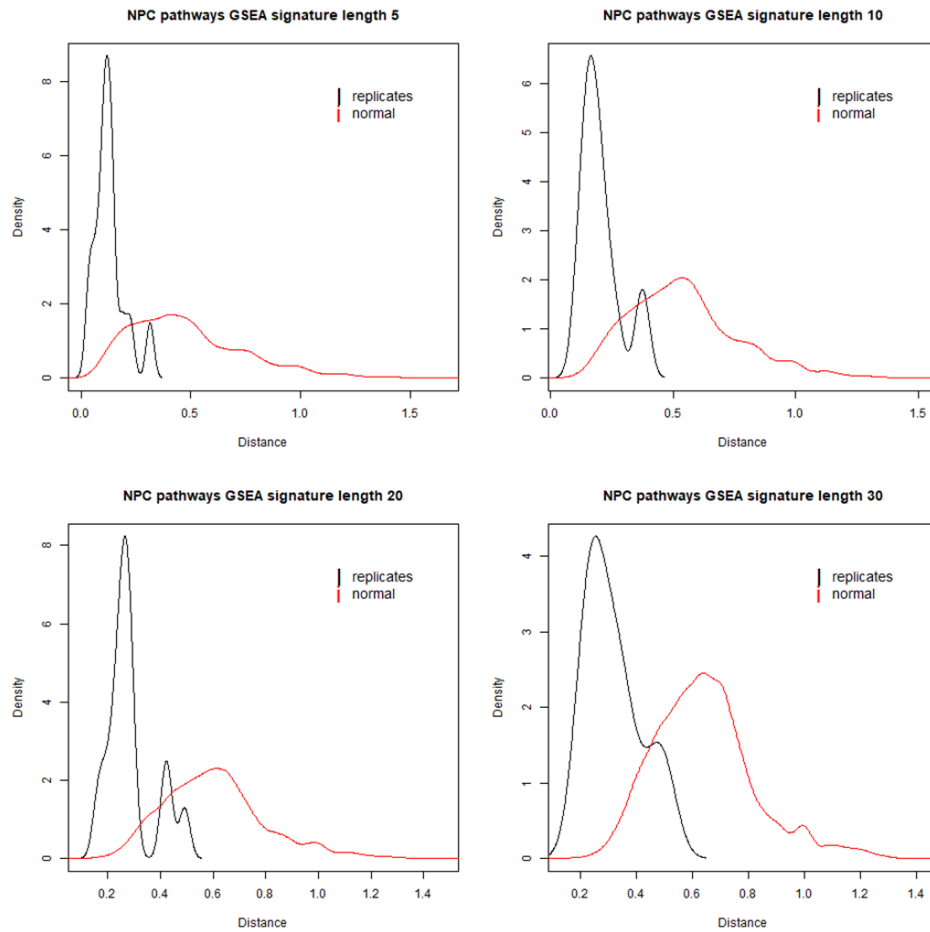 NPC pathways GSEA signature length 5
replicates
normal
Density
0
2
4
6
8
0.0 0.5 1.0 1.5
Distance
NPC pathways GSEA signature length 10
replicates
normal
Density
0
1
2
3
4
5
6
0.0 0.5 1.0 1.5
Distance
NPC pathways GSEA signature length 20
replicates
normal
Density
0
2
4
6
8
0.2 0.4 0.6 0.8 1.0 1.2 1.4
Distance
NPC pathways GSEA signature length 30
replicates
normal
Density
0
1
2
3
4
0.2 0.4 0.6 0.8 1.0 1.2 1.4
Distance